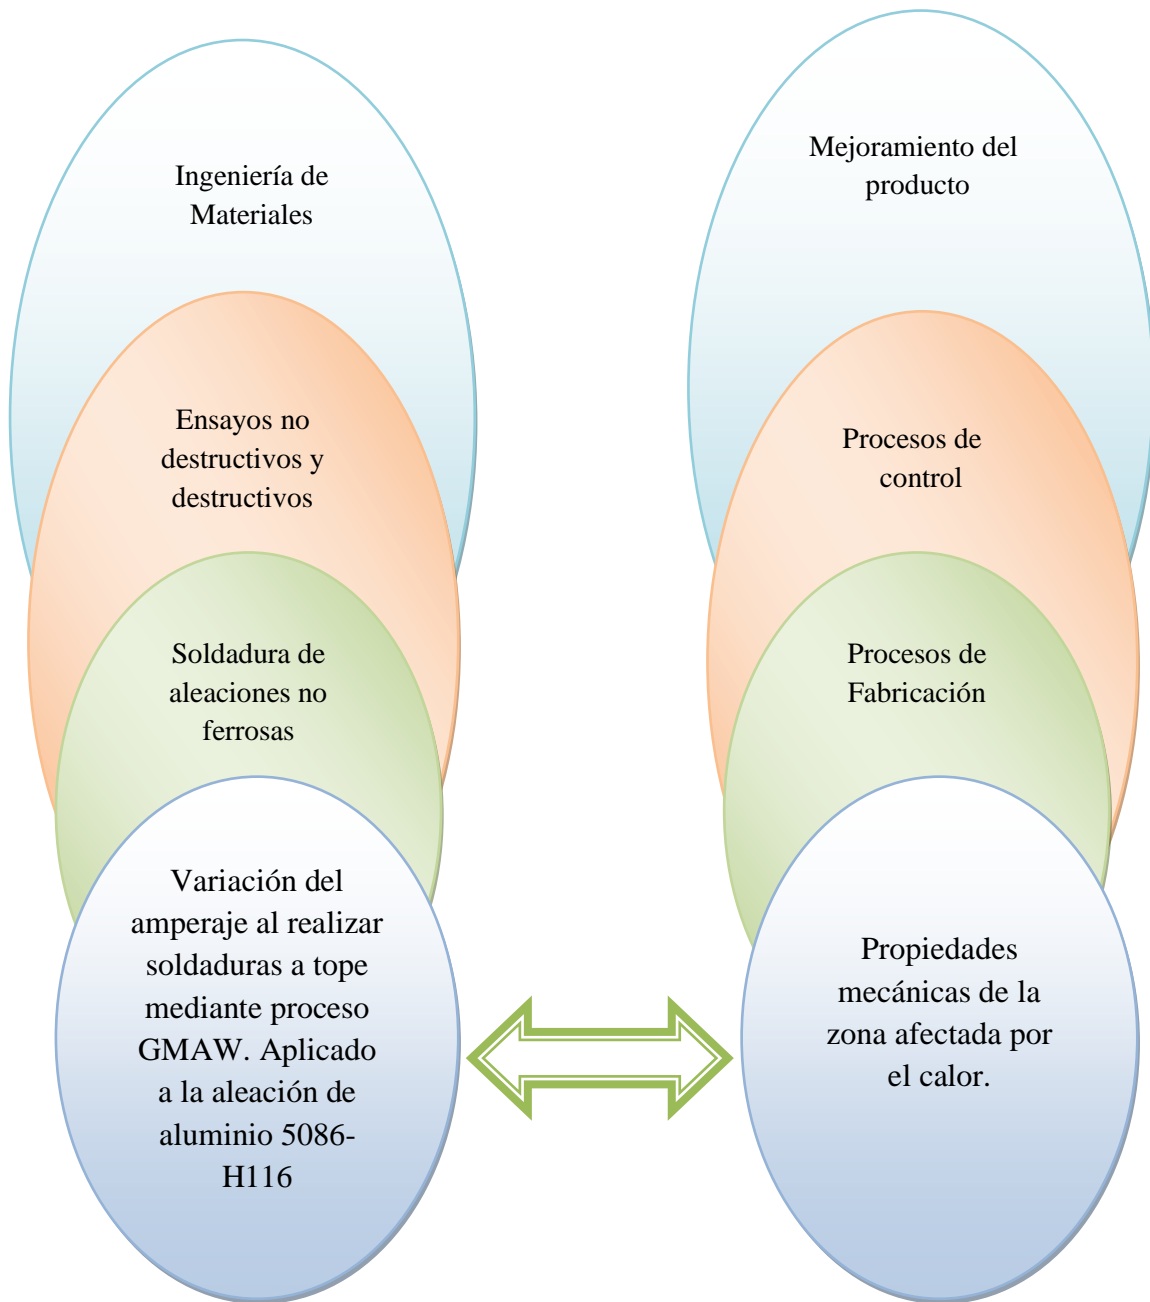 Ingeniería de
Materiales
Ensayos no
destructivos y
destructivos
Soldadura de
aleaciones no
ferrosas
Variación del
amperaje al realizar
soldaduras a tope
mediante proceso
GMAW. Aplicado
a la aleación de
aluminio 5086-
H116
Mejoramiento del
producto
Procesos de
control
Procesos de
Fabricación
Propiedades
mecánicas de la
zona afectada por
el calor.